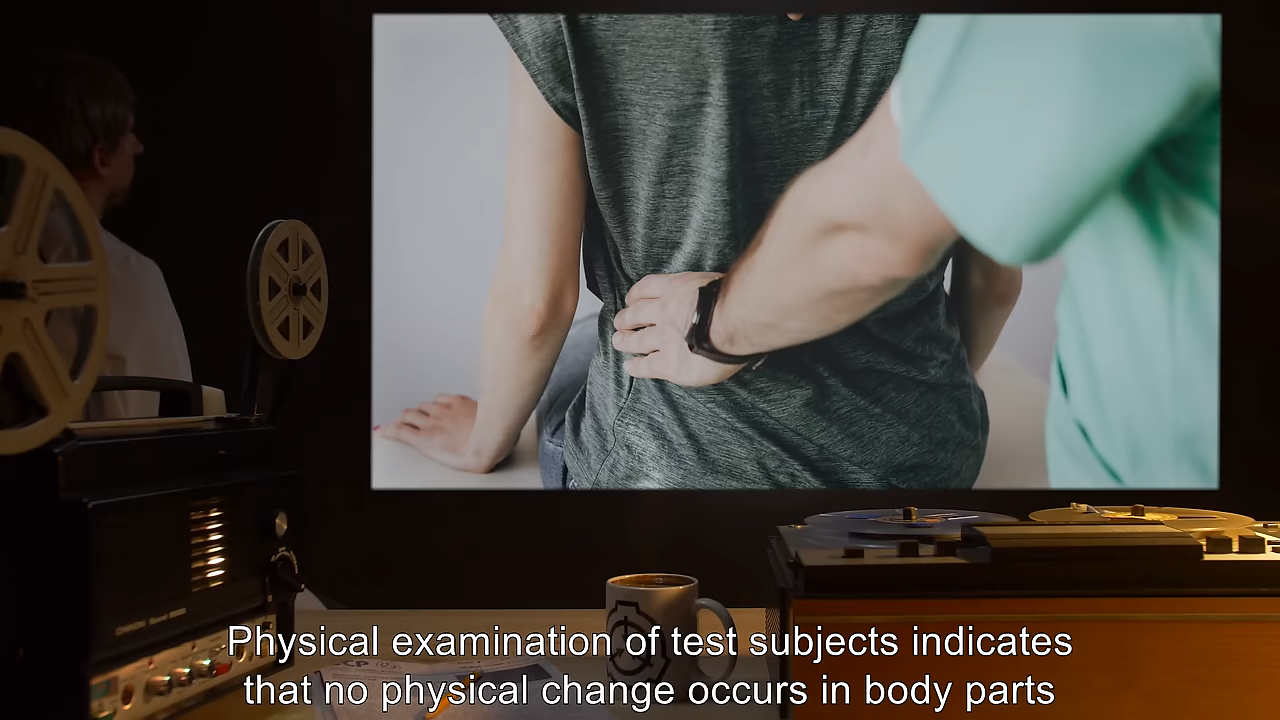 Physical examination of test subjects indicates
that no physical change occurs in body parts